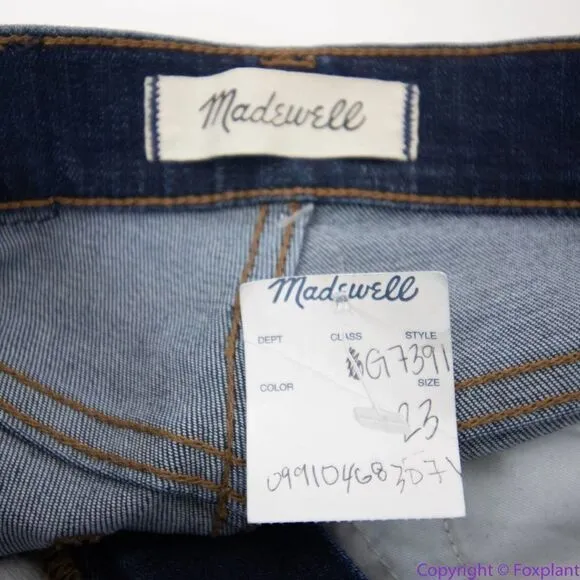 Madewell
Madewell
DEPT CLASS STYLE
G7391
COLOR SIZE
23
Copyright © Foxplant